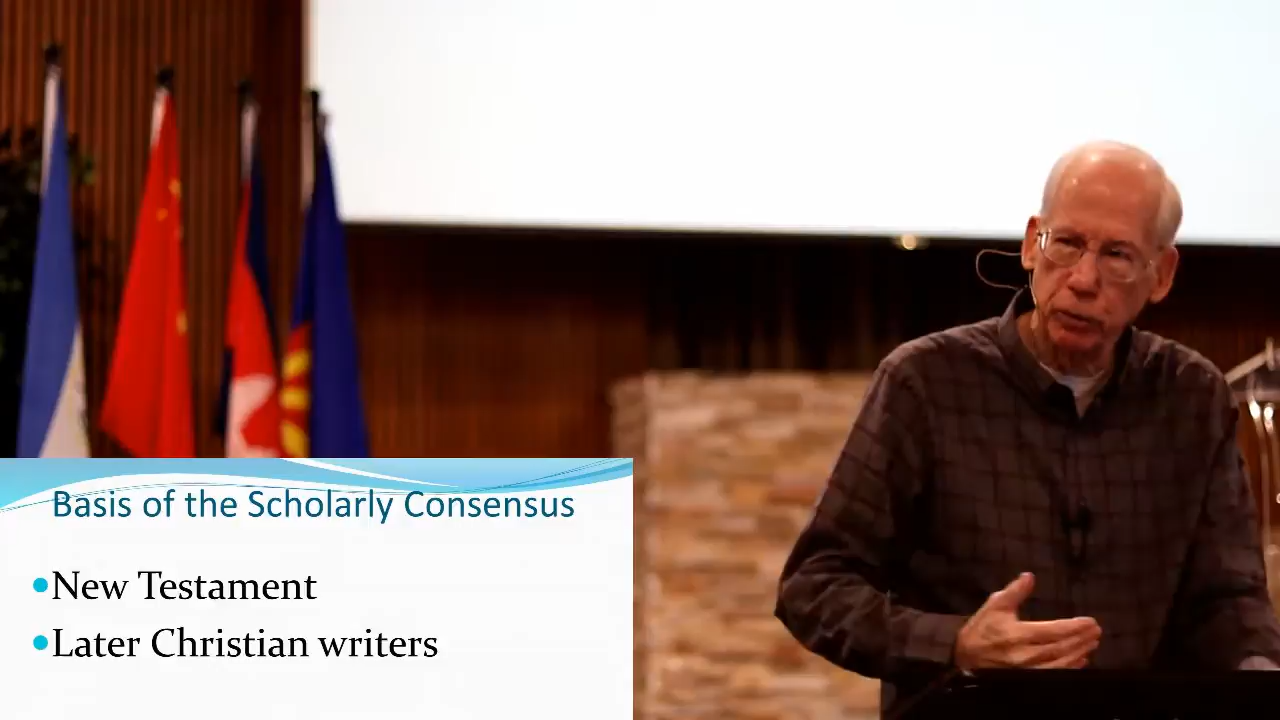 Basis of the Scholarly Consensus
New Testament
Later Christian writers